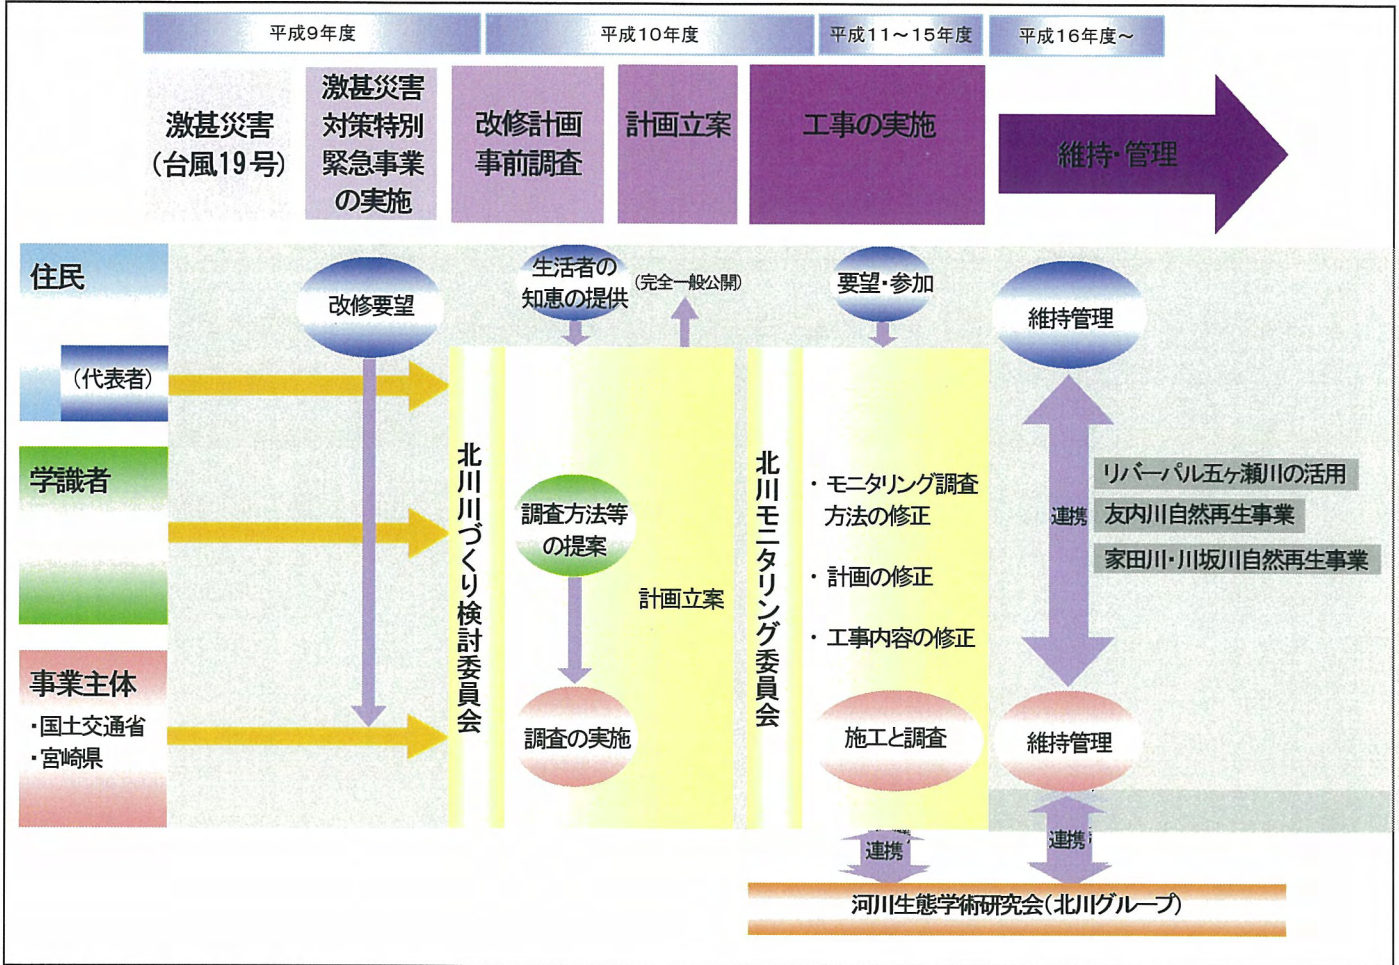 平成9年度
平成10年度
平成11～15年度
平成16年度～
激甚災害
(台風19号)
激甚災害
対策特別
緊急事業
の実施
改修計画
事前調査
計画立案
工事の実施
維持・管理
住民
(代表者)
改修要望
生活者の
知恵の提供
(完全一般公開)
要望・参加
維持管理
学識者
北川川づくり検討委員会
調査方法等
の提案
計画立案
北川モニタリング委員会
・モニタリング調査
方法の修正
・計画の修正
・工事内容の修正
連携
リバーパル五ヶ瀬川の活用
友内川自然再生事業
家田川・川坂川自然再生事業
事業主体
・国土交通省
・宮崎県
調査の実施
施工と調査
維持管理
連携
連携
河川生態学術研究会(北川グループ)